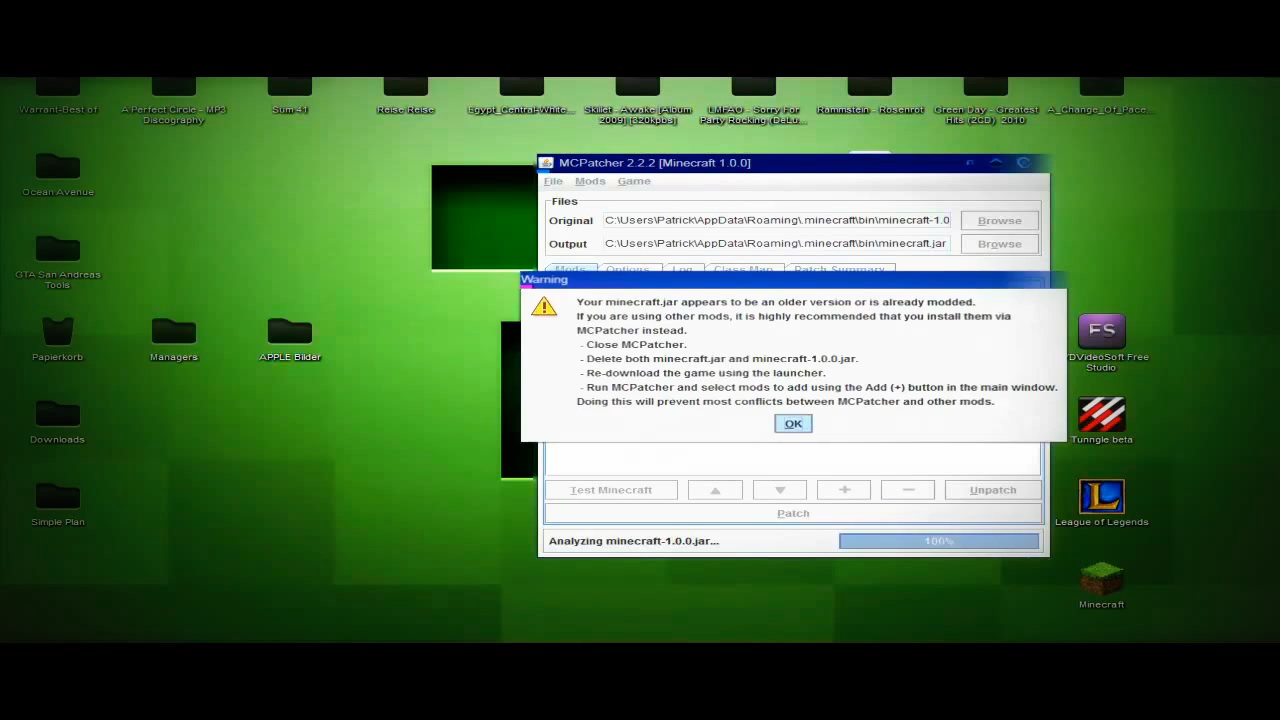 Warrant-Best of
A Perfect Circle - MP3
Discography
Sum 41
Reise Reise
Egypt_Central-White...
Skillet - Awake [Album
2009] [320kpbs]
LMFAO - Sorry For
Party Rocking (DeLu...
Rammstein - Rosenrot
Green Day - Greatest
Hits (2CD) 2010
A_Change_Of_Pace...
Ocean Avenue
GTA San Andreas
Tools
Papierkorb
Managers
APPLE Bilder
Downloads
Simple Plan
MCPatcher 2.2.2 [Minecraft 1.0.0]
File Mods Game
Files
Original C:\Users\Patrick\AppData\Roaming\.minecraft\bin\minecraft-1.0 Browse
Output C:\Users\Patrick\AppData\Roaming\.minecraft\bin\minecraft.jar Browse
Mods Options Log Class Map Patch Summary
Warning
Your minecraft.jar appears to be an older version or is already modded.
If you are using other mods, it is highly recommended that you install them via
MCPatcher instead.
- Close MCPatcher.
- Delete both minecraft.jar and minecraft-1.0.0.jar.
- Re-download the game using the launcher.
- Run MCPatcher and select mods to add using the Add (+) button in the main window.
Doing this will prevent most conflicts between MCPatcher and other mods.
OK
Test Minecraft + − Unpatch
Patch
Analyzing minecraft-1.0.0.jar... 100%
FS
DVideoSoft Free
Studio
Tunngle beta
L
League of Legends
Minecraft